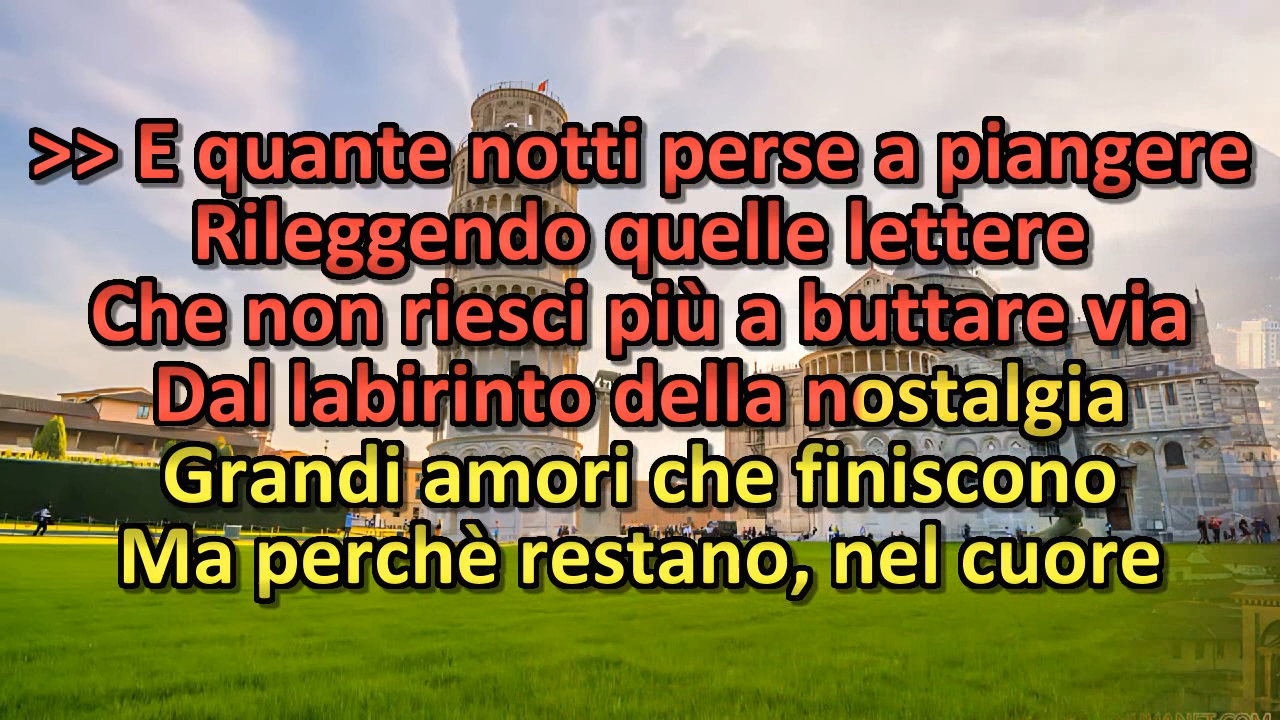 >> E quante notti perse a piangere
Rileggendo quelle lettere
Che non riesci più a buttare via
Dal labirinto della nostalgia
Grandi amori che finiscono
Ma perchè restano, nel cuore